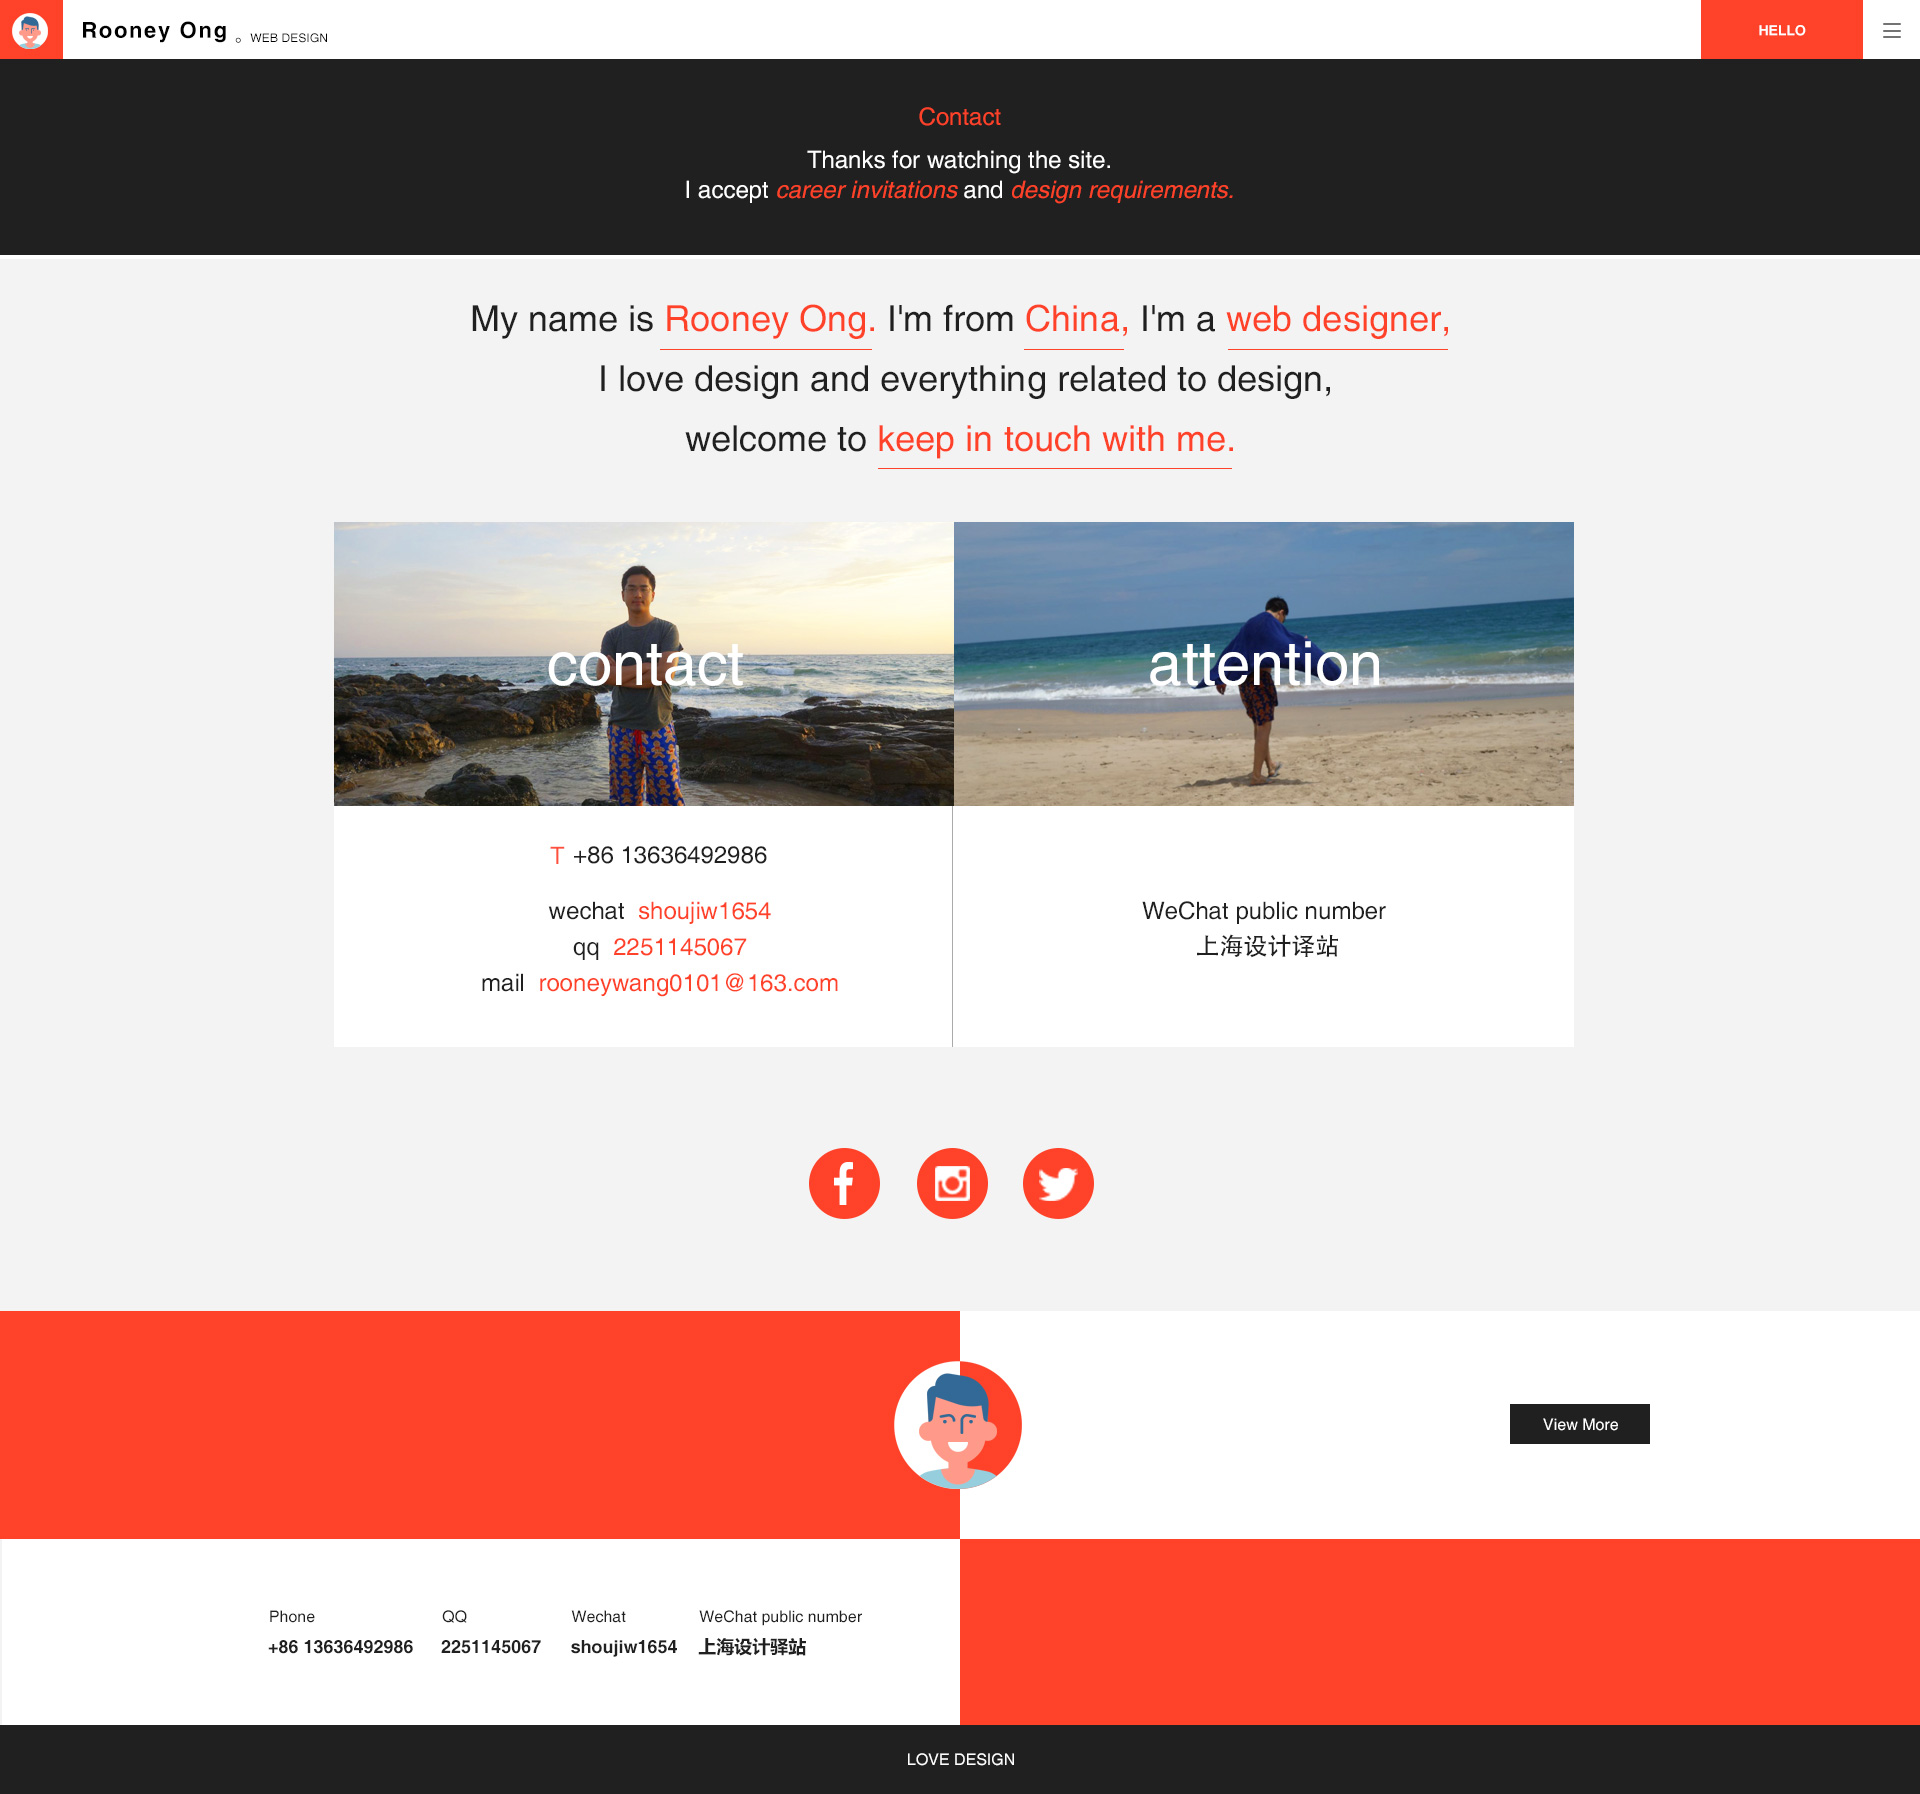 Rooney Ong 。WEB DESIGN
HELLO
Contact
Thanks for watching the site.
I accept career invitations and design requirements.
My name is Rooney Ong. I'm from China, I'm a web designer,
I love design and everything related to design,
welcome to keep in touch with me.
contact
attention
T +86 13636492986
wechat shoujiw1654
qq 2251145067
mail rooneywang0101@163.com
WeChat public number
上海设计译站
View More
Phone QQ Wechat WeChat public number
+86 13636492986 2251145067 shoujiw1654 上海设计驿站
LOVE DESIGN